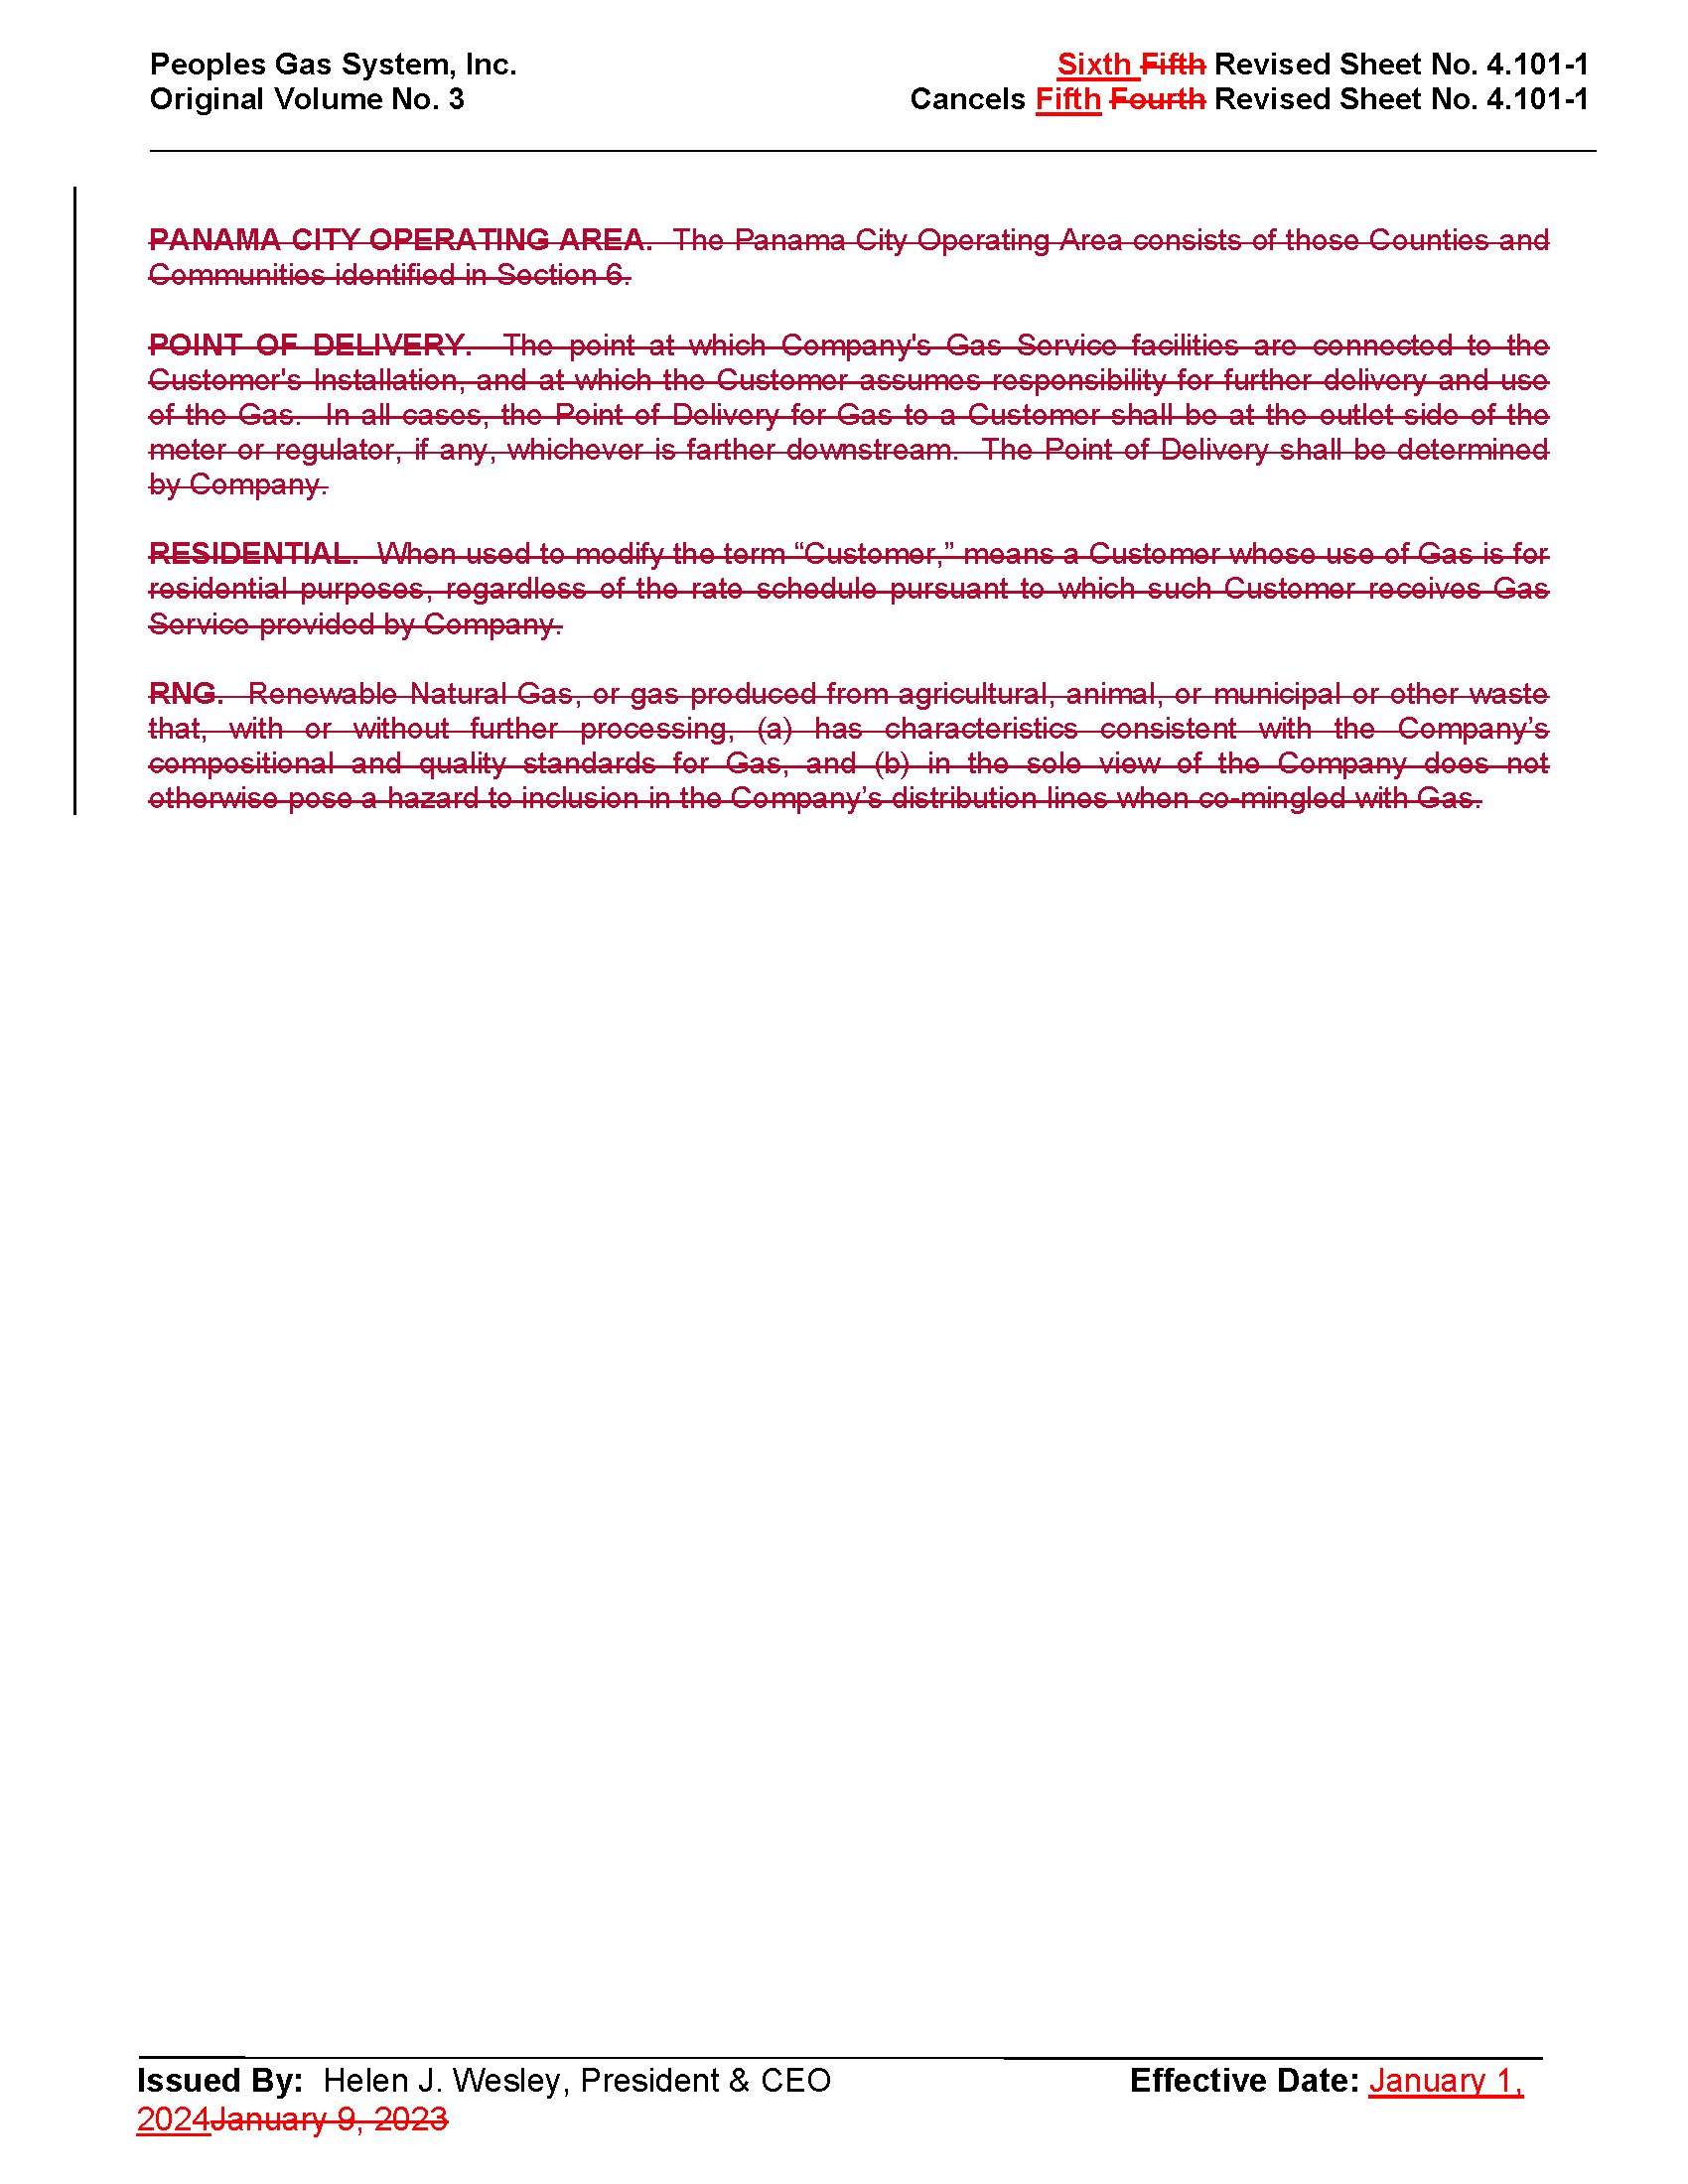 Peoples Gas System, Inc.
Original Volume No. 3
Sixth Fifth Revised Sheet No. 4.101-1
Cancels Fifth Fourth Revised Sheet No. 4.101-1
PANAMA CITY OPERATING AREA. The Panama City Operating Area consists of those Counties and
Communities identified in Section 6.
POINT OF DELIVERY. The point at which Company's Gas Service facilities are connected to the
Customer's Installation, and at which the Customer assumes responsibility for further delivery and use
of the Gas. In all cases, the Point of Delivery for Gas to a Customer shall be at the outlet side of the
meter or regulator, if any, whichever is farther downstream. The Point of Delivery shall be determined
by Company.
RESIDENTIAL. When used to modify the term “Customer,” means a Customer whose use of Gas is for
residential purposes, regardless of the rate schedule pursuant to which such Customer receives Gas
Service provided by Company.
RNG. Renewable Natural Gas, or gas produced from agricultural, animal, or municipal or other waste
that, with or without further processing, (a) has characteristics consistent with the Company’s
compositional and quality standards for Gas, and (b) in the sole view of the Company does not
otherwise pose a hazard to inclusion in the Company’s distribution lines when co-mingled with Gas.
Issued By: Helen J. Wesley, President & CEO
Effective Date: January 1,
2024January 9, 2023